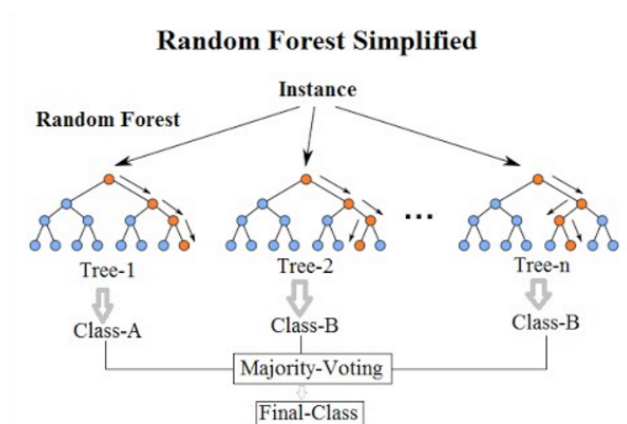 Random Forest Simplified
Instance
Random Forest
...
Tree-1
Tree-2
Tree-n
Class-A
Class-B
Class-B
Majority-Voting
Final-Class